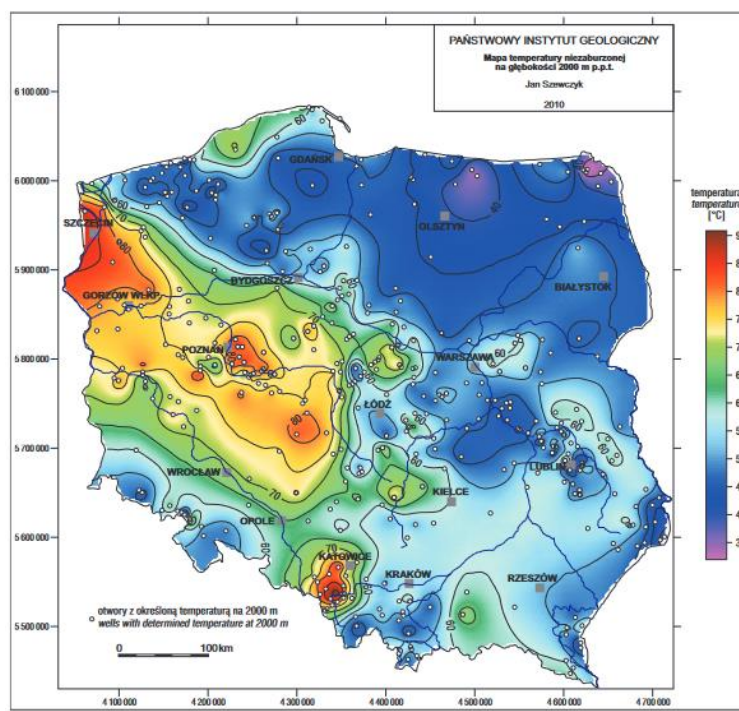 PAŃSTWOWY INSTYTUT GEOLOGICZNY
Mapa temperatury niezaburzonej
na głębokości 2000 m p.p.t.
Jan Szewczyk
2010
6 100 000
6 000 000
5 900 000
5 800 000
5 700 000
5 600 000
5 500 000
GDAŃSK
SZCZECIN
OLSZTYN
BYDGOSZCZ
BIAŁYSTOK
GORZÓW WLKP.
POZNAŃ
WARSZAWA
ŁÓDŹ
WROCŁAW
LUBLIN
KIELCE
OPOLE
KATOWICE
KRAKÓW
RZESZÓW
temperatura
temperature
[°C]
otwory z określoną temperaturą na 2000 m
wells with determined temperature at 2000 m
0 100 km
4 100 000 4 200 000 4 300 000 4 400 000 4 500 000 4 600 000 4 700 000